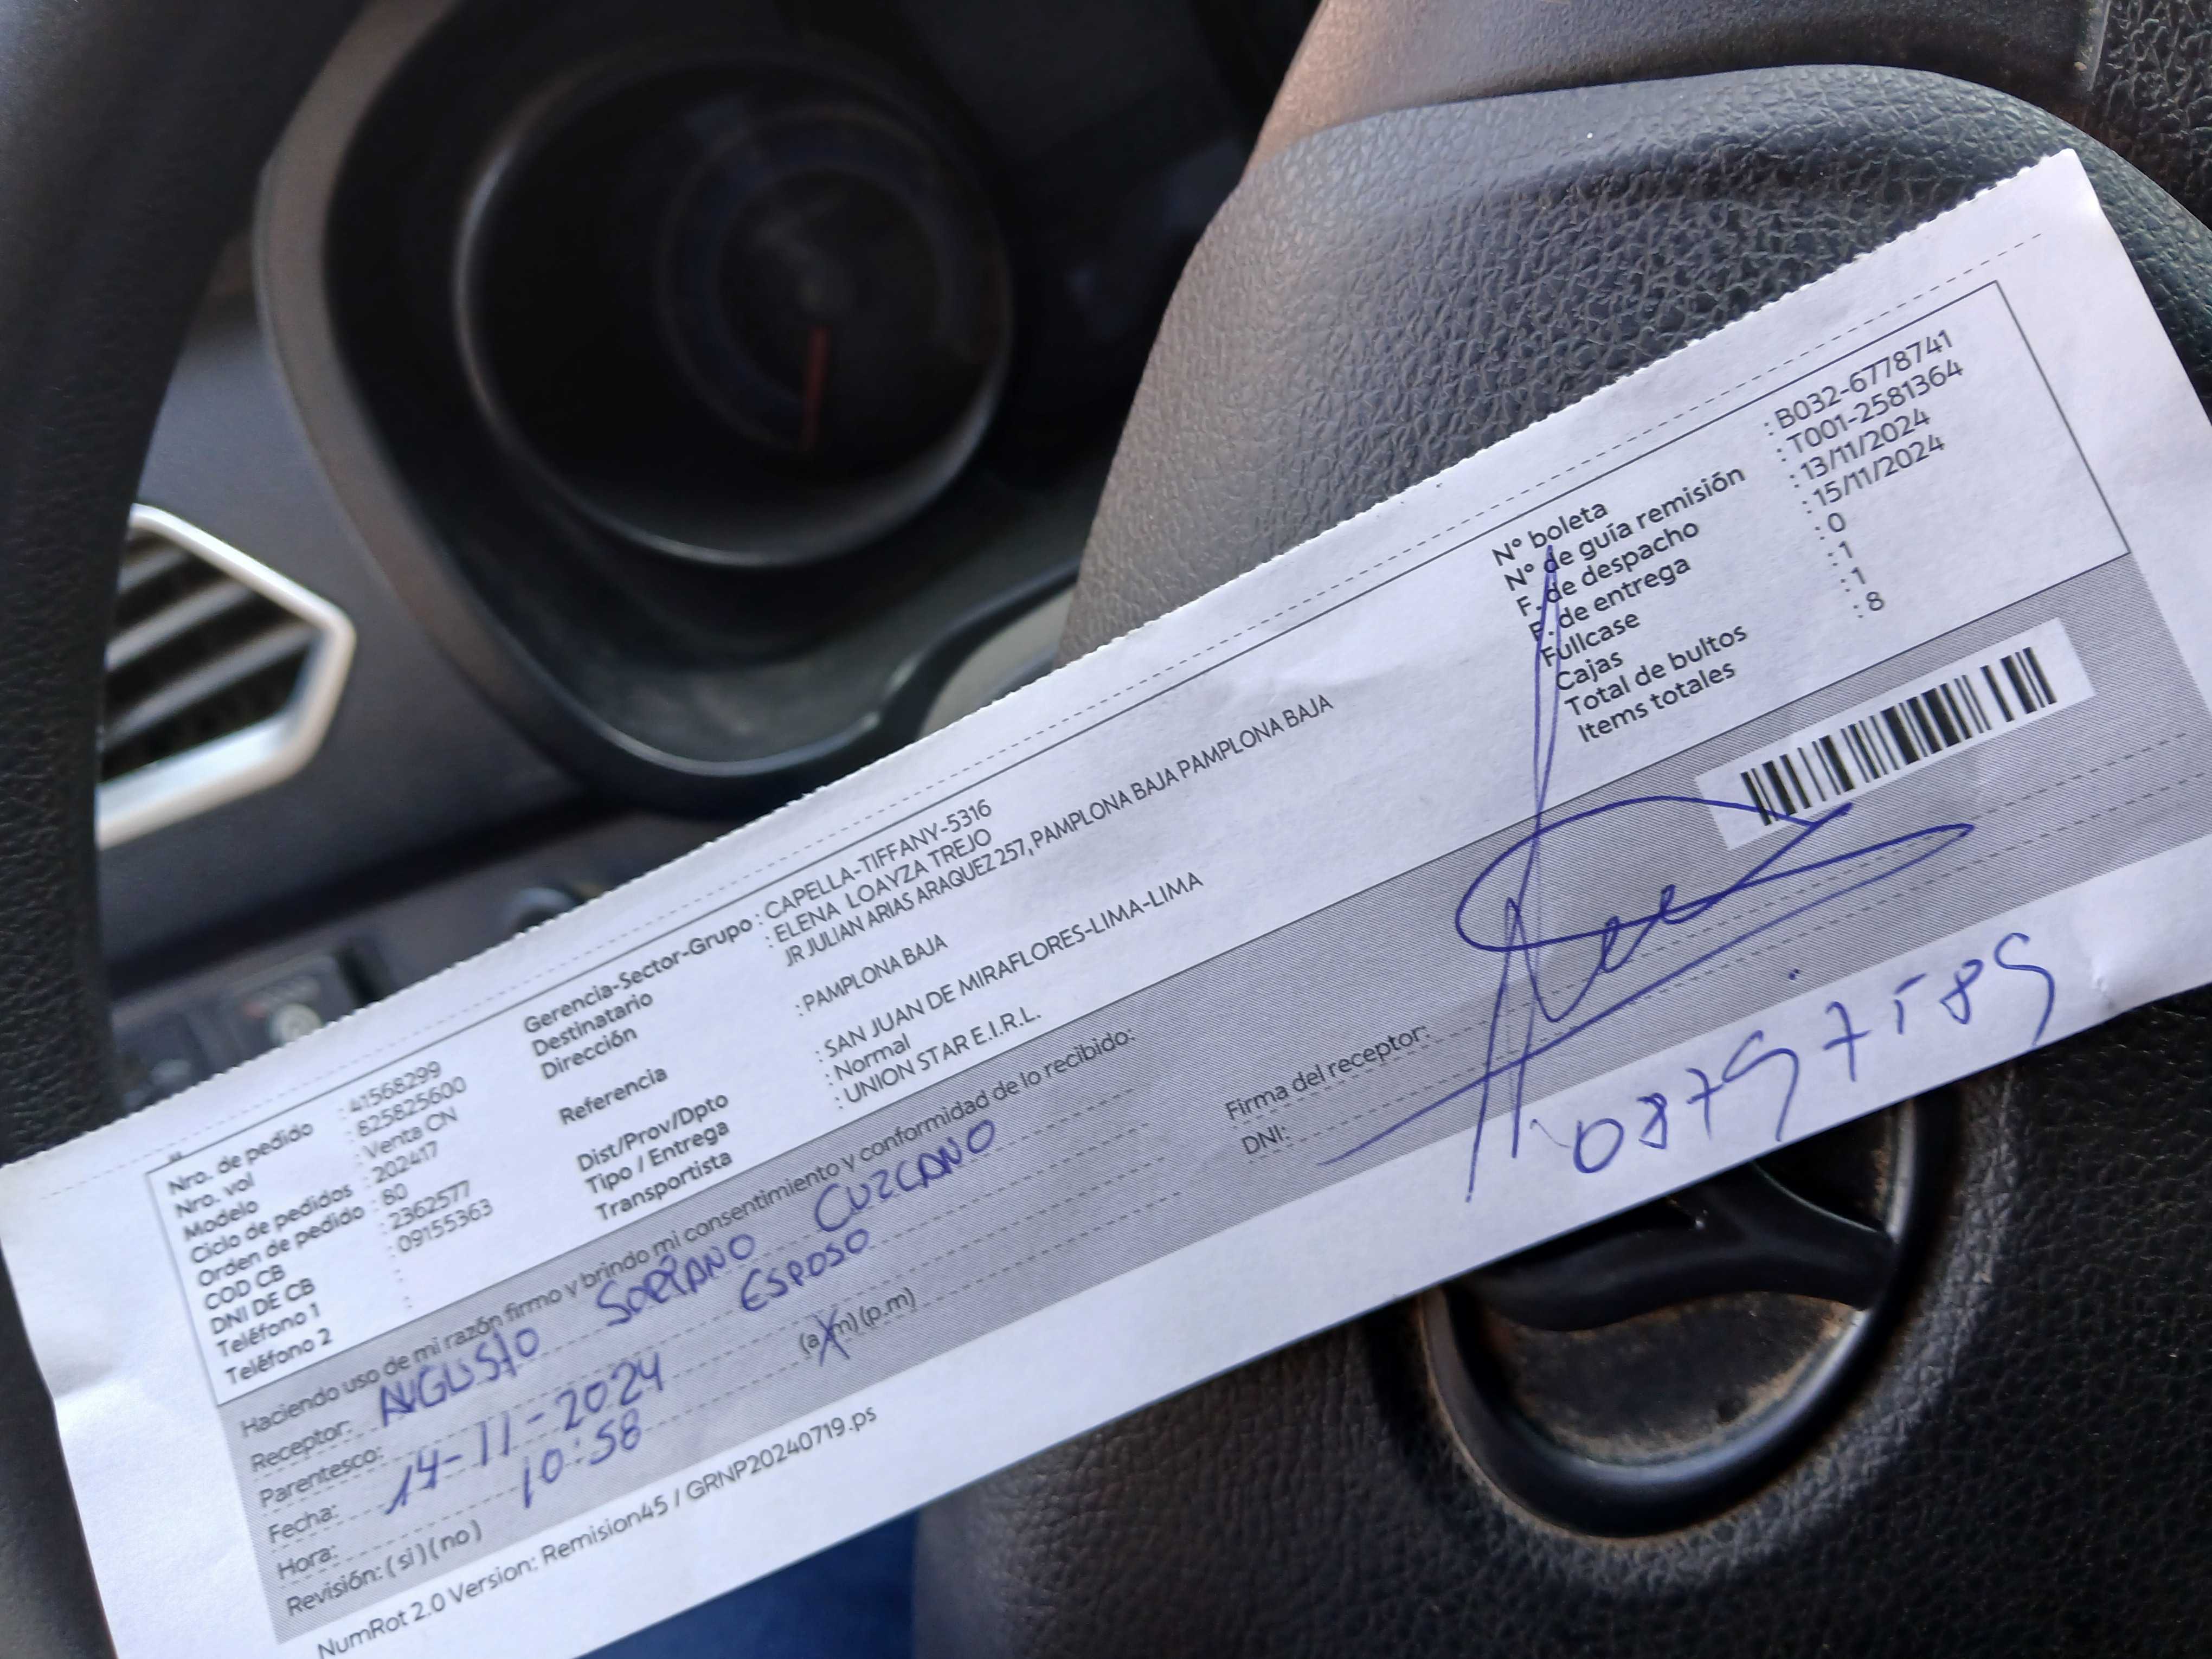 Nro. de pedido : 41568299
Nro. vol : 825825600
Modelo : Venta CN
Ciclo de pedidos : 202417
Orden de pedido : 80
COD CB : 2362577
DNI DE CB : 09155363
Teléfono 1 :
Teléfono 2 :
Gerencia-Sector-Grupo : CAPELLA-TIFFANY-5316
Destinatario : ELENA LOAYZA TREJO
Dirección JR JULIAN ARIAS ARAQUEZ 257, PAMPLONA BAJA PAMPLONA BAJA
Referencia : PAMPLONA BAJA
Dist/Prov/Dpto : SAN JUAN DE MIRAFLORES-LIMA-LIMA
Tipo / Entrega : Normal
Transportista : UNION STAR E.I.R.L.
N° boleta : B032-6778741
N° de guía remisión : T001-2581364
F. de despacho : 13/11/2024
F. de entrega : 15/11/2024
Fullcase : 0
Cajas : 1
Total de bultos : 1
Items totales : 8
Haciendo uso de mi razón firmo y brindo mi consentimiento y conformidad de lo recibido:
Receptor: AUGUSTO SORIANO CUZCANO
Parentesco: ESPOSO
Fecha: 14-11-2024
Hora: 10:58 (a.m) (p.m)
Revisión: ( si ) ( no )
Firma del receptor:
DNI: 08797589
NumRot 2.0 Version: Remision45 / GRNP20240719.ps